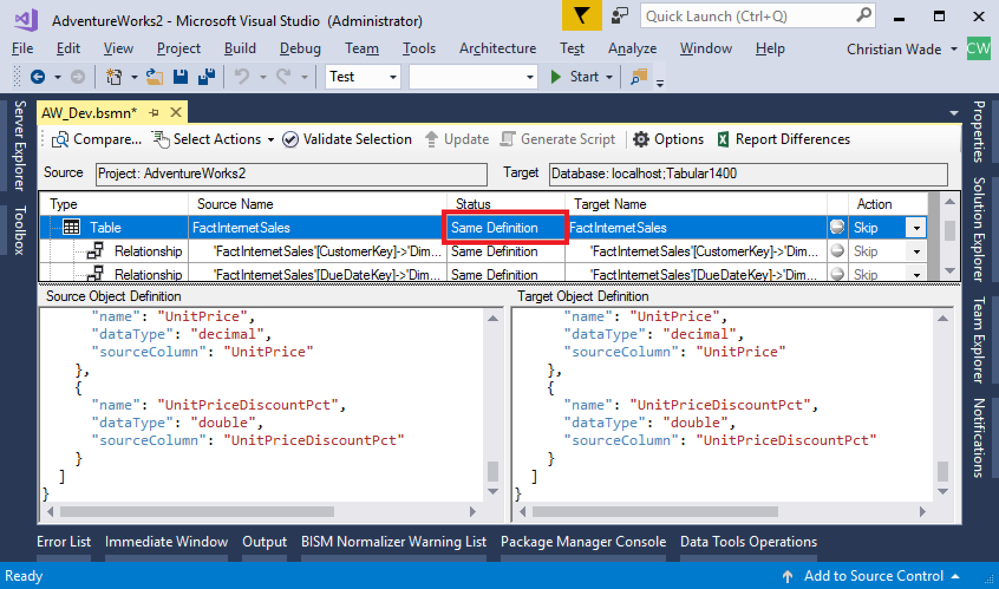 AdventureWorks2 - Microsoft Visual Studio (Administrator)
Quick Launch (Ctrl+Q)
File Edit View Project Build Debug Team Tools Architecture Test Analyze Window Help
Christian Wade CW
Test
Start
Server Explorer
Toolbox
AW_Dev.bsmn*
Compare... Select Actions Validate Selection Update Generate Script Options Report Differences
Source Project: AdventureWorks2 Target Database: localhost;Tabular1400
Type Source Name Status Target Name Action
Table FactInternetSales Same Definition FactInternetSales Skip
Relationship 'FactInternetSales'[CustomerKey]->'Dim... Same Definition 'FactInternetSales'[CustomerKey]->'Dim... Skip
Relationship 'FactInternetSales'[DueDateKey]->'Dim... Same Definition 'FactInternetSales'[DueDateKey]->'Dim... Skip
Source Object Definition
"name": "UnitPrice",
"dataType": "decimal",
"sourceColumn": "UnitPrice"
},
{
"name": "UnitPriceDiscountPct",
"dataType": "double",
"sourceColumn": "UnitPriceDiscountPct"
}
]
}
Target Object Definition
"name": "UnitPrice",
"dataType": "decimal",
"sourceColumn": "UnitPrice"
},
{
"name": "UnitPriceDiscountPct",
"dataType": "double",
"sourceColumn": "UnitPriceDiscountPct"
}
]
}
Properties
Solution Explorer
Team Explorer
Notifications
Error List Immediate Window Output BISM Normalizer Warning List Package Manager Console Data Tools Operations
Ready
Add to Source Control